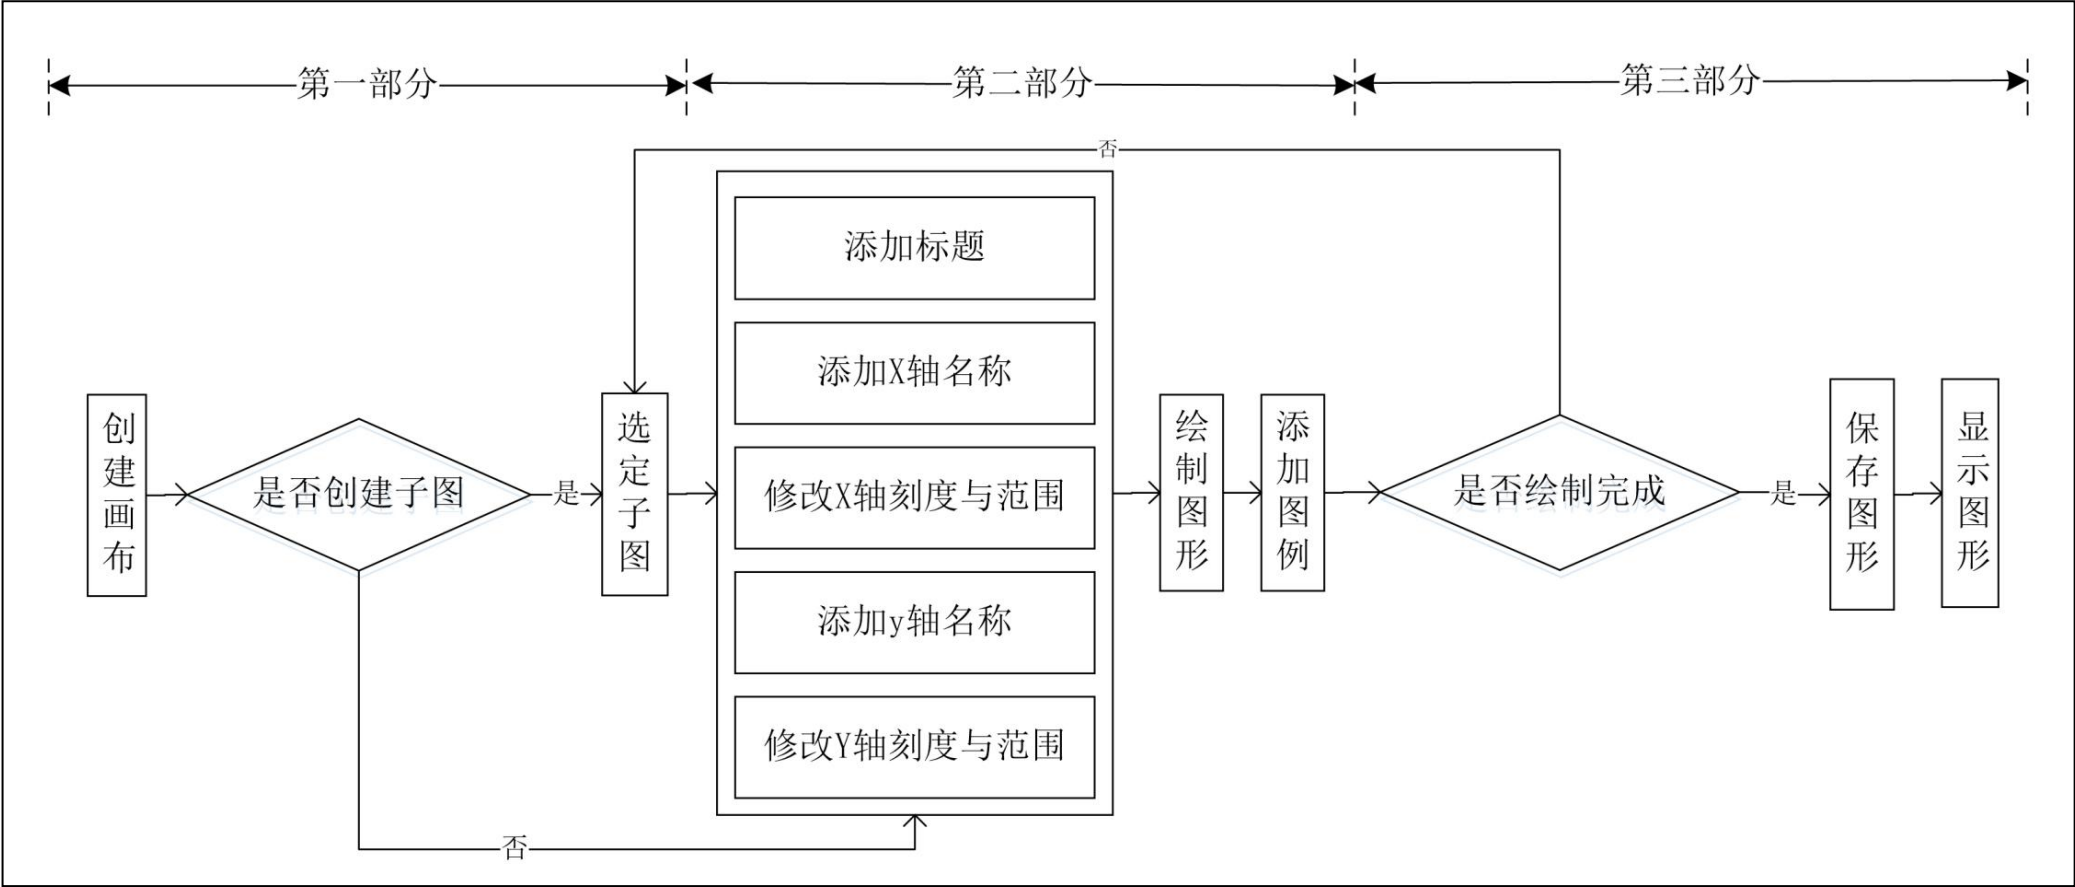 第一部分
第二部分
第三部分
否
创建画布
是否创建子图
是
选定子图
添加标题
添加X轴名称
修改X轴刻度与范围
添加y轴名称
修改Y轴刻度与范围
绘制图形
添加图例
是否绘制完成
是
保存图形
显示图形
否